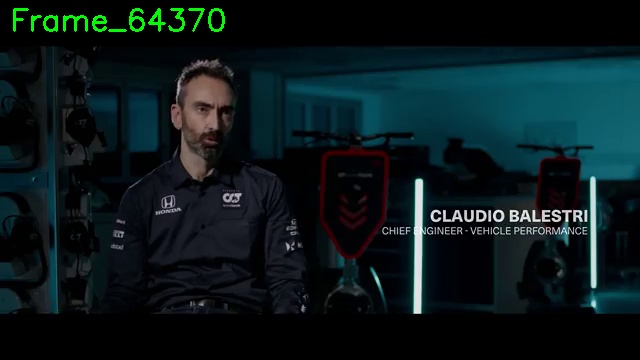 Frame_64370
HONDA
CLAUDIO BALESTRI
CHIEF ENGINEER - VEHICLE PERFORMANCE